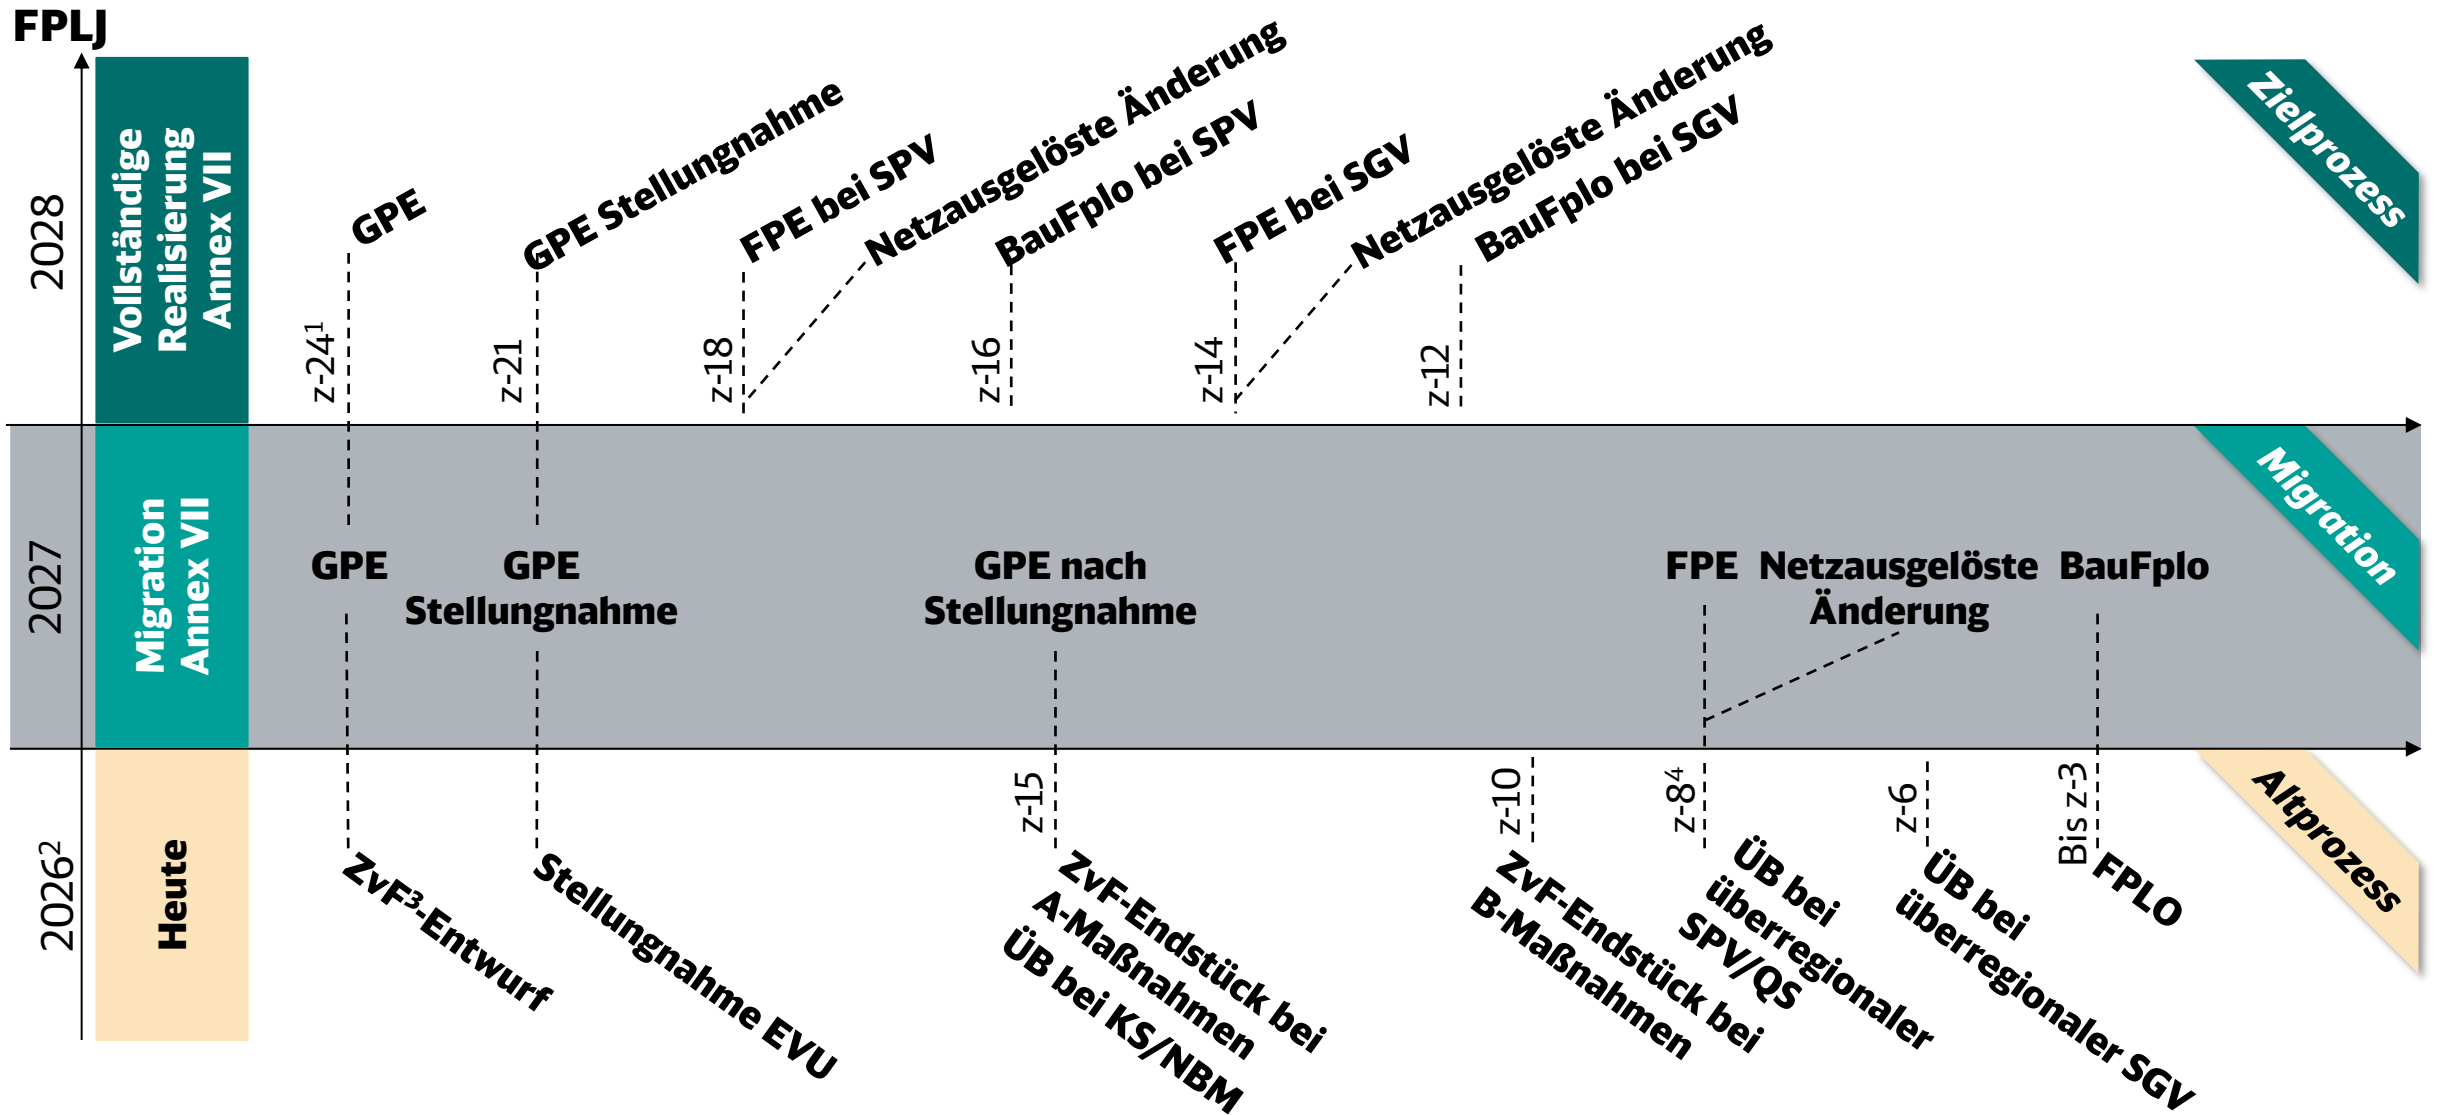 FPLJ
2028
Vollständige
Realisierung
Annex VII
GPE
GPE Stellungnahme
FPE bei SPV
Netzausgelöste Änderung
BauFplo bei SPV
FPE bei SGV
Netzausgelöste Änderung
BauFplo bei SGV
Zielprozess
z-24¹
z-21
z-18
z-16
z-14
z-12
2027
Migration
Annex VII
GPE
GPE
Stellungnahme
GPE nach
Stellungnahme
FPE
Netzausgelöste
Änderung
BauFplo
Migration
2026²
Heute
z-15
z-10
z-8⁴
z-6
Bis z-3
ZvF³-Entwurf
Stellungnahme EVU
ZvF-Endstück bei
A-Maßnahmen
ÜB bei KS/NBM
ZvF-Endstück bei
B-Maßnahmen
ÜB bei
überregionaler
SPV/QS
ÜB bei
überregionaler SGV
FPLO
Altprozess